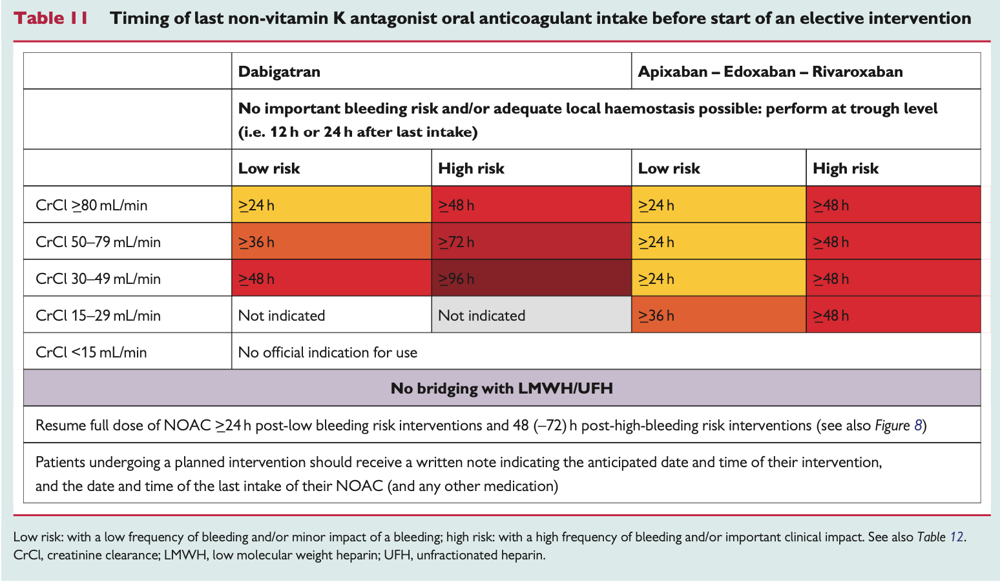 Table 11 Timing of last non-vitamin K antagonist oral anticoagulant intake before start of an elective intervention
Dabigatran Apixaban – Edoxaban – Rivaroxaban
No important bleeding risk and/or adequate local haemostasis possible: perform at trough level
(i.e. 12 h or 24 h after last intake)
Low risk High risk Low risk High risk
CrCl ≥80 mL/min ≥24 h ≥48 h ≥24 h ≥48 h
CrCl 50–79 mL/min ≥36 h ≥72 h ≥24 h ≥48 h
CrCl 30–49 mL/min ≥48 h ≥96 h ≥24 h ≥48 h
CrCl 15–29 mL/min Not indicated Not indicated ≥36 h ≥48 h
CrCl <15 mL/min No official indication for use
No bridging with LMWH/UFH
Resume full dose of NOAC ≥24 h post-low bleeding risk interventions and 48 (–72) h post-high-bleeding risk interventions (see also Figure 8)
Patients undergoing a planned intervention should receive a written note indicating the anticipated date and time of their intervention,
and the date and time of the last intake of their NOAC (and any other medication)
Low risk: with a low frequency of bleeding and/or minor impact of a bleeding; high risk: with a high frequency of bleeding and/or important clinical impact. See also Table 12.
CrCl, creatinine clearance; LMWH, low molecular weight heparin; UFH, unfractionated heparin.